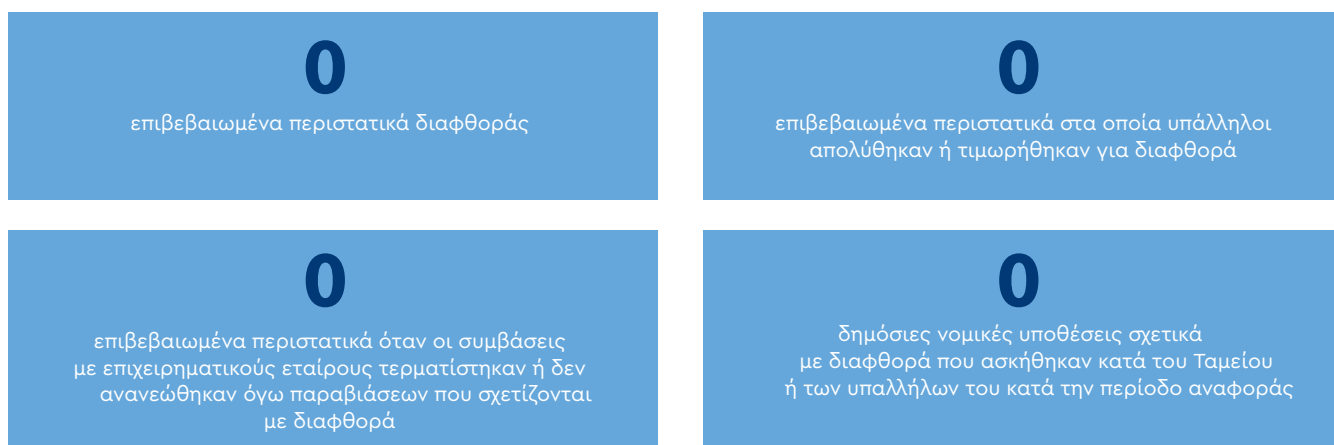 0
επιβεβαιωμένα περιστατικά διαφθοράς
0
επιβεβαιωμένα περιστατικά στα οποία υπάλληλοι
απολύθηκαν ή τιμωρήθηκαν για διαφθορά
0
επιβεβαιωμένα περιστατικά όταν οι συμβάσεις
με επιχειρηματικούς εταίρους τερματίστηκαν ή δεν
ανανεώθηκαν όγω παραβιάσεων που σχετίζονται
με διαφθορά
0
δημόσιες νομικές υποθέσεις σχετικά
με διαφθορά που ασκήθηκαν κατά του Ταμείου
ή των υπαλλήλων του κατά την περίοδο αναφοράς